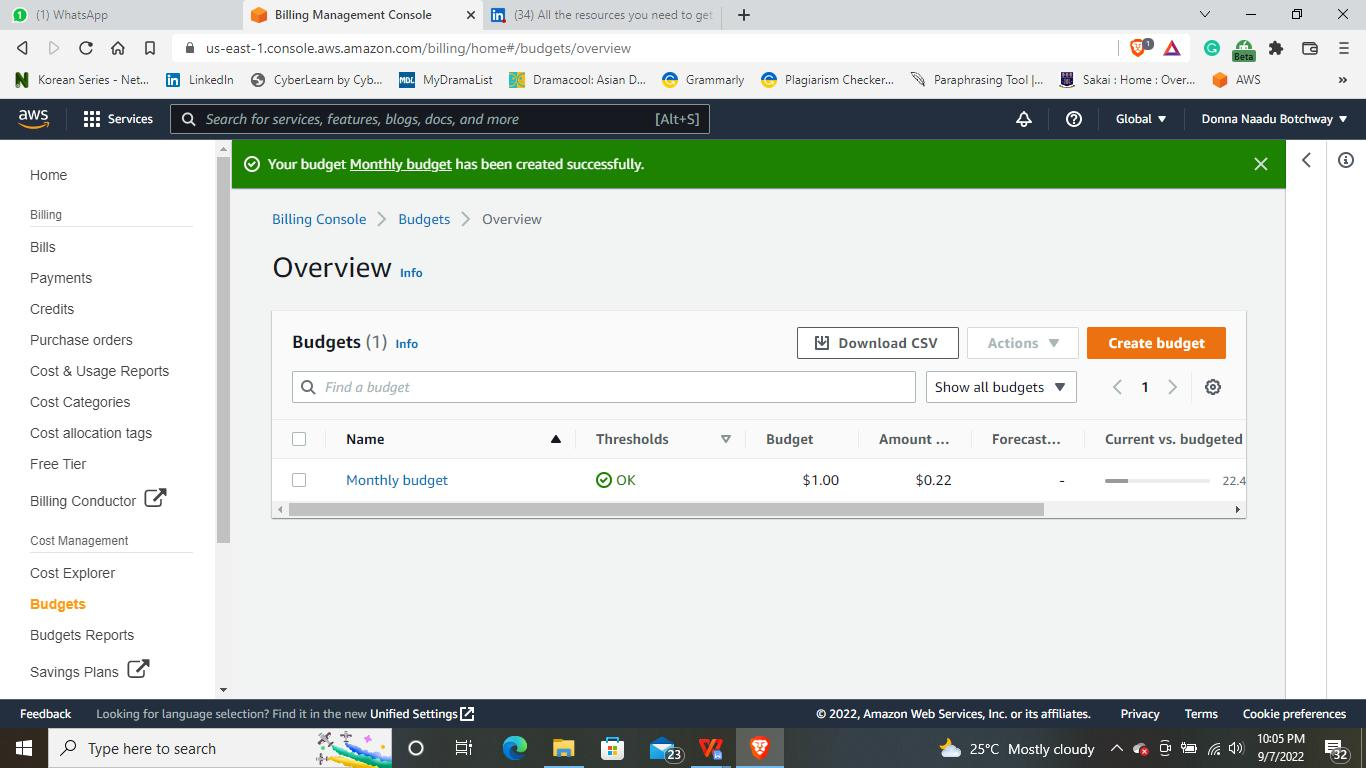 (1) WhatsApp
Billing Management Console
(34) All the resources you need to get
us-east-1.console.aws.amazon.com/billing/home#/budgets/overview
1
Beta
Korean Series - Net...
LinkedIn
CyberLearn by Cyb...
MDL MyDramaList
Dramacool: Asian D...
Grammarly
Plagiarism Checker...
Paraphrasing Tool |...
Sakai : Home : Over...
AWS
aws
Services
Search for services, features, blogs, docs, and more [Alt+S]
Global
Donna Naadu Botchway
Your budget Monthly budget has been created successfully.
Home
Billing
Bills
Payments
Credits
Purchase orders
Cost & Usage Reports
Cost Categories
Cost allocation tags
Free Tier
Billing Conductor
Cost Management
Cost Explorer
Budgets
Budgets Reports
Savings Plans
Billing Console > Budgets > Overview
Overview Info
Budgets (1) Info
Download CSV
Actions
Create budget
Find a budget
Show all budgets
1
Name Thresholds Budget Amount ... Forecast... Current vs. budgeted
Monthly budget OK $1.00 $0.22 - 22.4
Feedback
Looking for language selection? Find it in the new Unified Settings
© 2022, Amazon Web Services, Inc. or its affiliates.
Privacy
Terms
Cookie preferences
Type here to search
23
25°C Mostly cloudy
10:05 PM
9/7/2022
32